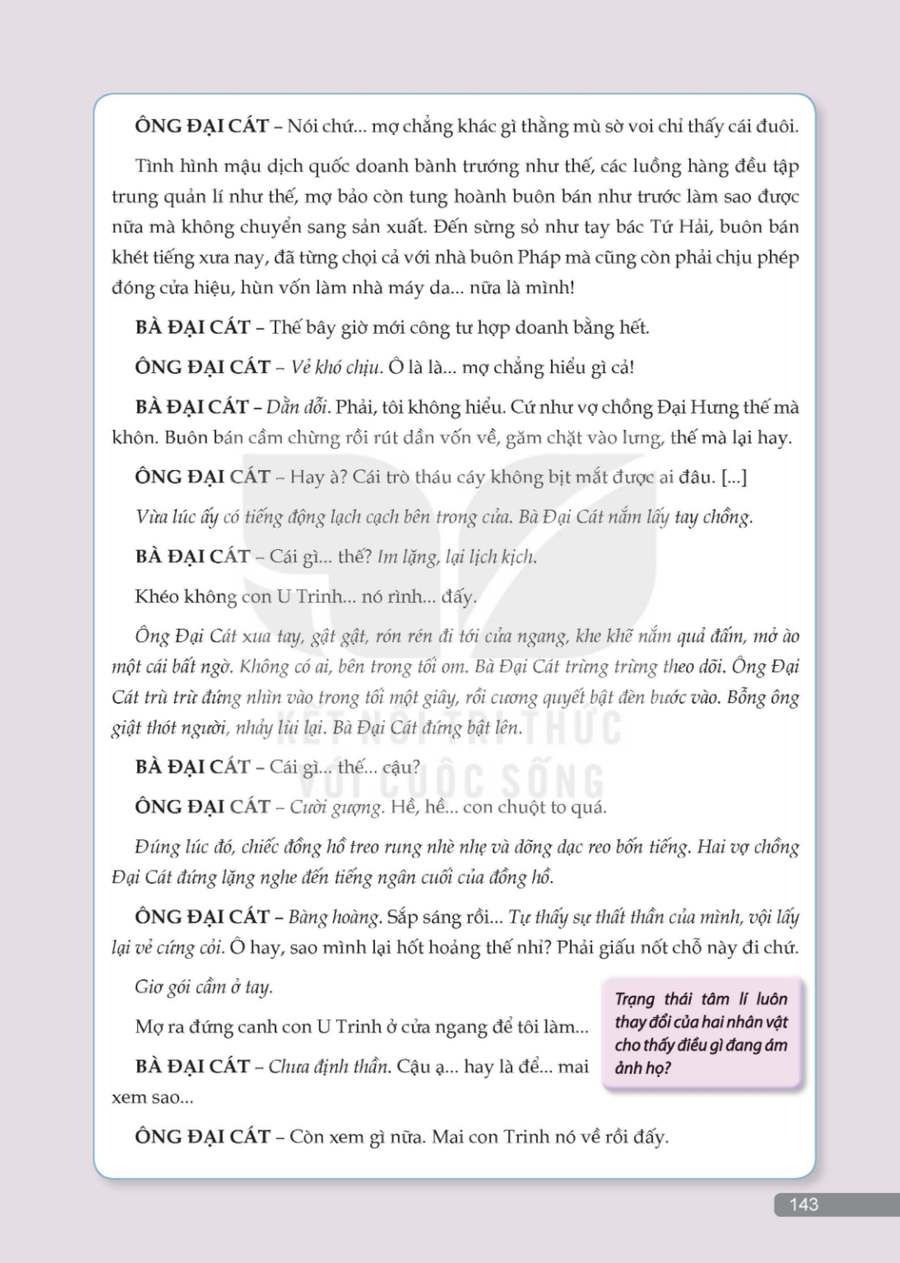 ÔNG ĐẠI CÁT – Nói chứ... mợ chẳng khác gì thằng mù sờ voi chỉ thấy cái đuôi.
Tình hình mậu dịch quốc doanh bành trướng như thế, các luồng hàng đều tập
trung quản lí như thế, mợ bảo còn tung hoành buôn bán như trước làm sao được
nữa mà không chuyển sang sản xuất. Đến sừng sỏ như tay bác Tứ Hải, buôn bán
khét tiếng xưa nay, đã từng chọi cả với nhà buôn Pháp mà cũng còn phải chịu phép
đóng cửa hiệu, hùn vốn làm nhà máy da... nữa là mình!
BÀ ĐẠI CÁT – Thế bây giờ mới công tư hợp doanh bằng hết.
ÔNG ĐẠI CÁT – Vẻ khó chịu. Ô là là... mợ chẳng hiểu gì cả!
BÀ ĐẠI CÁT – Dằn dỗi. Phải, tôi không hiểu. Cứ như vợ chồng Đại Hưng thế mà
khôn. Buôn bán cầm chừng rồi rút dần vốn về, găm chặt vào lưng, thế mà lại hay.
ÔNG ĐẠI CÁT – Hay à? Cái trò tháu cáy không bịt mắt được ai đâu. [...]
Vừa lúc ấy có tiếng động lạch cạch bên trong cửa. Bà Đại Cát nắm lấy tay chồng.
BÀ ĐẠI CÁT – Cái gì... thế? Im lặng, lại lịch kịch.
Khéo không con U Trinh... nó rình... đấy.
Ông Đại Cát xua tay, gật gật, rón rén đi tới cửa ngang, khe khẽ nắm quả đấm, mở ào
một cái bất ngờ. Không có ai, bên trong tối om. Bà Đại Cát trừng trừng theo dõi. Ông Đại
Cát trù trừ đứng nhìn vào trong tối một giây, rồi cương quyết bật đèn bước vào. Bỗng ông
giật thót người, nhảy lùi lại. Bà Đại Cát đứng bật lên.
KẾT NỐI TRI THỨC
BÀ ĐẠI CÁT – Cái gì... thế... cậu?
VỚI CUỘC SỐNG
ÔNG ĐẠI CÁT – Cười gượng. Hề, hề... con chuột to quá.
Đúng lúc đó, chiếc đồng hồ treo rung nhè nhẹ và dõng dạc reo bốn tiếng. Hai vợ chồng
Đại Cát đứng lặng nghe đến tiếng ngân cuối của đồng hồ.
ÔNG ĐẠI CÁT – Bàng hoàng. Sắp sáng rồi... Tự thấy sự thất thần của mình, vội lấy
lại vẻ cứng cỏi. Ô hay, sao mình lại hốt hoảng thế nhỉ? Phải giấu nốt chỗ này đi chứ.
Giơ gói cầm ở tay.
Mợ ra đứng canh con U Trinh ở cửa ngang để tôi làm...
BÀ ĐẠI CÁT – Chưa định thần. Cậu ạ... hay là để... mai
xem sao...
Trạng thái tâm lí luôn
thay đổi của hai nhân vật
cho thấy điều gì đang ám
ảnh họ?
ÔNG ĐẠI CÁT – Còn xem gì nữa. Mai con Trinh nó về rồi đấy.
143